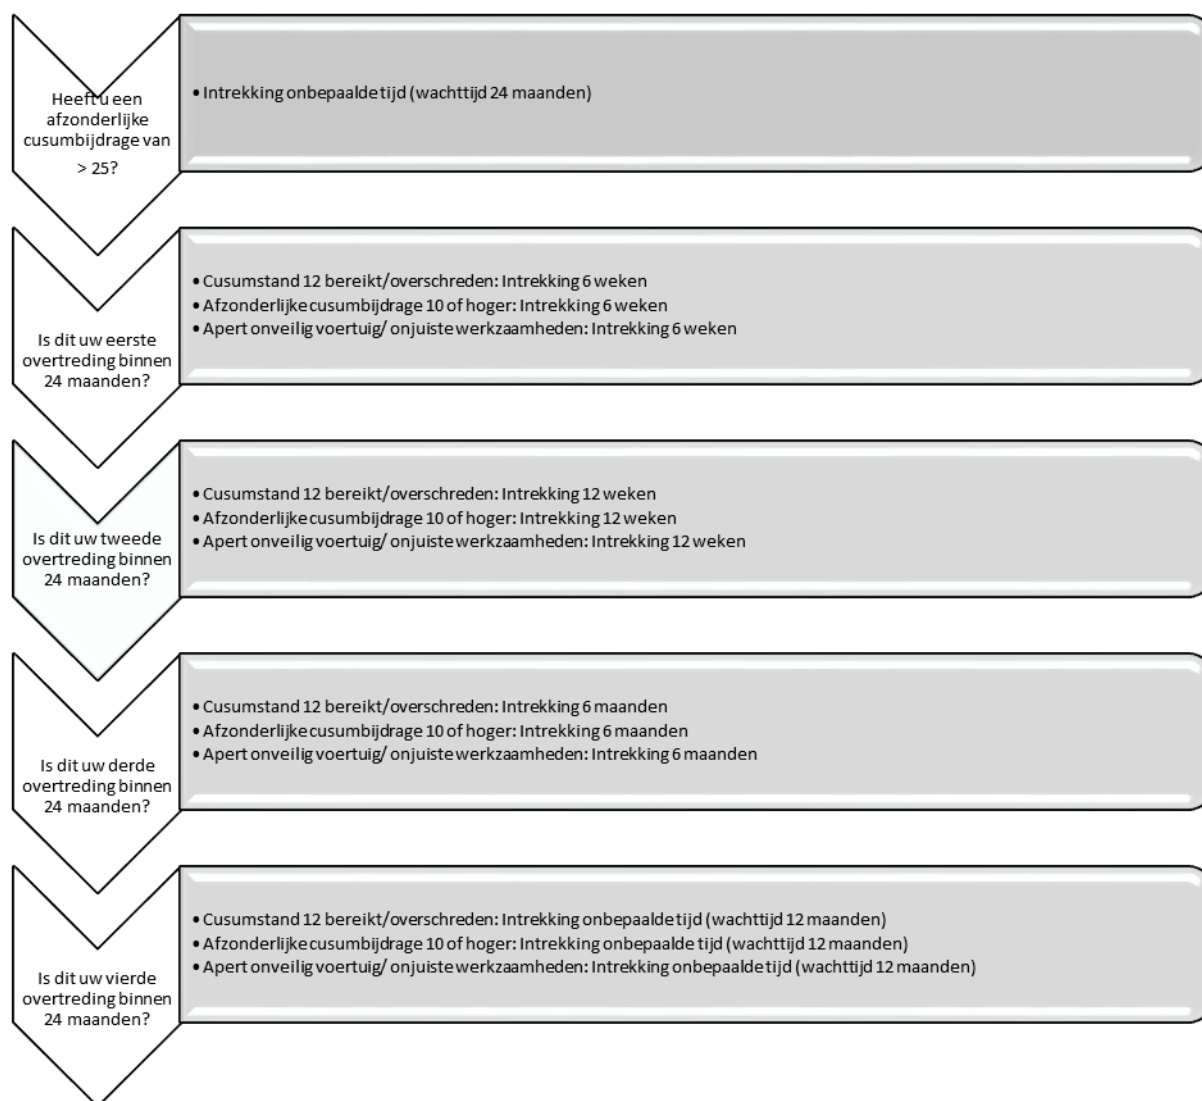 Heeft u een
afzonderlijke
cusumbijdrage van
> 25?
• Intrekking onbepaalde tijd (wachttijd 24 maanden)
Is dit uw eerste
overtreding binnen
24 maanden?
• Cusumstand 12 bereikt/overschreden: Intrekking 6 weken
• Afzonderlijke cusumbijdrage 10 of hoger: Intrekking 6 weken
• Apert onveilig voertuig/ onjuiste werkzaamheden: Intrekking 6 weken
Is dit uw tweede
overtreding binnen
24 maanden?
• Cusumstand 12 bereikt/overschreden: Intrekking 12 weken
• Afzonderlijke cusumbijdrage 10 of hoger: Intrekking 12 weken
• Apert onveilig voertuig/ onjuiste werkzaamheden: Intrekking 12 weken
Is dit uw derde
overtreding binnen
24 maanden?
• Cusumstand 12 bereikt/overschreden: Intrekking 6 maanden
• Afzonderlijke cusumbijdrage 10 of hoger: Intrekking 6 maanden
• Apert onveilig voertuig/ onjuiste werkzaamheden: Intrekking 6 maanden
Is dit uw vierde
overtreding binnen
24 maanden?
• Cusumstand 12 bereikt/overschreden: Intrekking onbepaalde tijd (wachttijd 12 maanden)
• Afzonderlijke cusumbijdrage 10 of hoger: Intrekking onbepaalde tijd (wachttijd 12 maanden)
• Apert onveilig voertuig/ onjuiste werkzaamheden: Intrekking onbepaalde tijd (wachttijd 12 maanden)